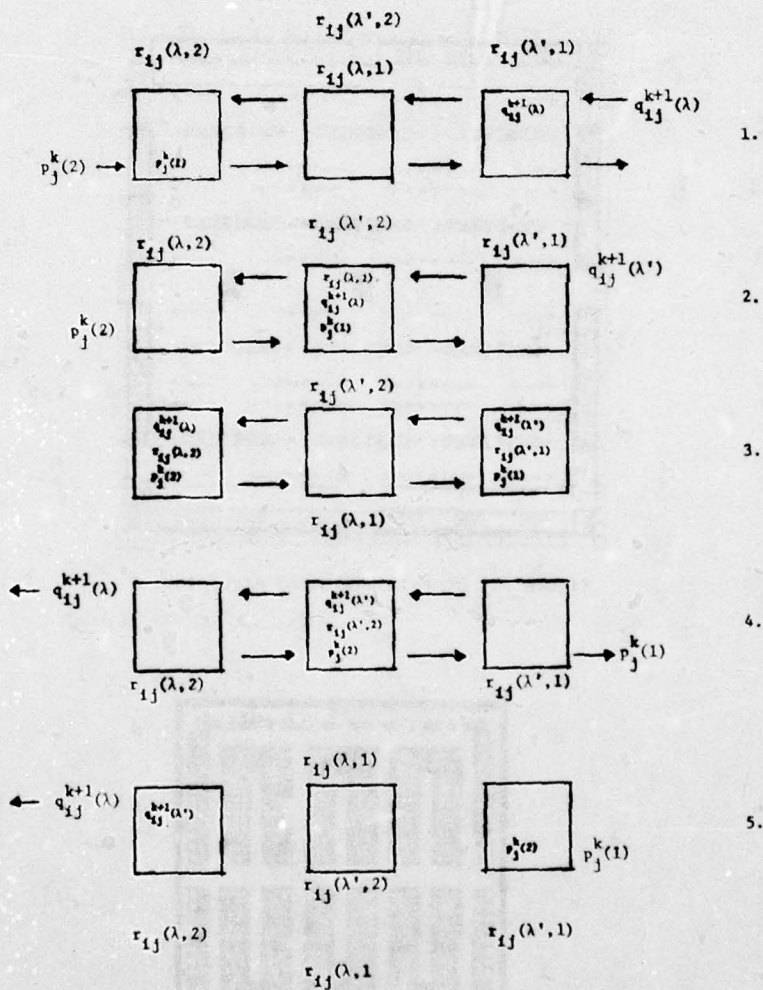 r_ij(λ',2)
r_ij(λ,2) r_ij(λ',1)
r_ij(λ,1)
q_ij^{k+1}(λ) q_ij^{k+1}(λ)
1.
p_j^k(2) p_j^k(2)
r_ij(λ,2) r_ij(λ',2) r_ij(λ',1)
r_ij(λ,1) q_ij^{k+1}(λ')
q_ij^{k+1}(λ) 2.
p_j^k(2) p_j^k(1)
r_ij(λ',2)
q_ij^{k+1}(λ) q_ij^{k+1}(λ')
r_ij(λ,2) r_ij(λ',1) 3.
p_j^k(2) p_j^k(1)
r_ij(λ,1)
q_ij^{k+1}(λ) q_ij^{k+1}(λ')
r_ij(λ',2) 4.
p_j^k(2) p_j^k(1)
r_ij(λ,2) r_ij(λ',1)
r_ij(λ,1)
q_ij^{k+1}(λ) q_ij^{k+1}(λ')
5.
p_j^k(2) p_j^k(1)
r_ij(λ',2)
r_ij(λ,2) r_ij(λ',1)
r_ij(λ,1